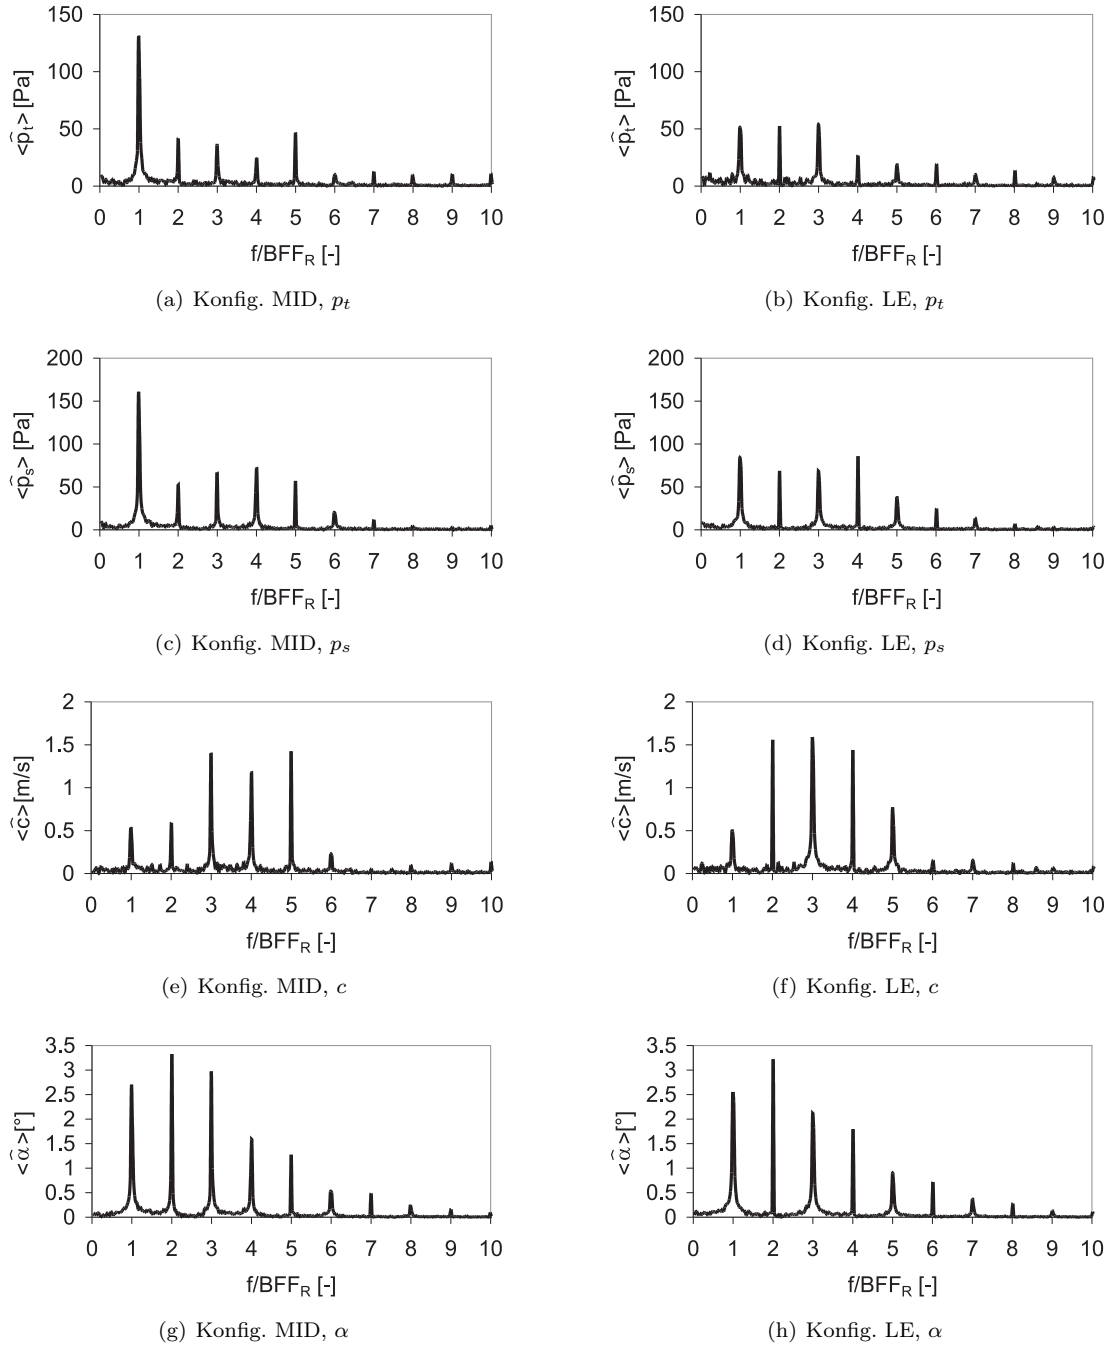 150
100
50
0
<p̂t> [Pa]
0 1 2 3 4 5 6 7 8 9 10
f/BFFR [-]
(a) Konfig. MID, pt
150
100
50
0
<p̂t> [Pa]
0 1 2 3 4 5 6 7 8 9 10
f/BFFR [-]
(b) Konfig. LE, pt
200
150
100
50
0
<p̂s> [Pa]
0 1 2 3 4 5 6 7 8 9 10
f/BFFR [-]
(c) Konfig. MID, ps
200
150
100
50
0
<p̂s> [Pa]
0 1 2 3 4 5 6 7 8 9 10
f/BFFR [-]
(d) Konfig. LE, ps
2
1.5
1
0.5
0
<ĉ>[m/s]
0 1 2 3 4 5 6 7 8 9 10
f/BFFR [-]
(e) Konfig. MID, c
2
1.5
1
0.5
0
<ĉ>[m/s]
0 1 2 3 4 5 6 7 8 9 10
f/BFFR [-]
(f) Konfig. LE, c
3.5
3
2.5
2
1.5
1
0.5
0
<α̂>[°]
0 1 2 3 4 5 6 7 8 9 10
f/BFFR [-]
(g) Konfig. MID, α
3.5
3
2.5
2
1.5
1
0.5
0
<α̂>[°]
0 1 2 3 4 5 6 7 8 9 10
f/BFFR [-]
(h) Konfig. LE, α